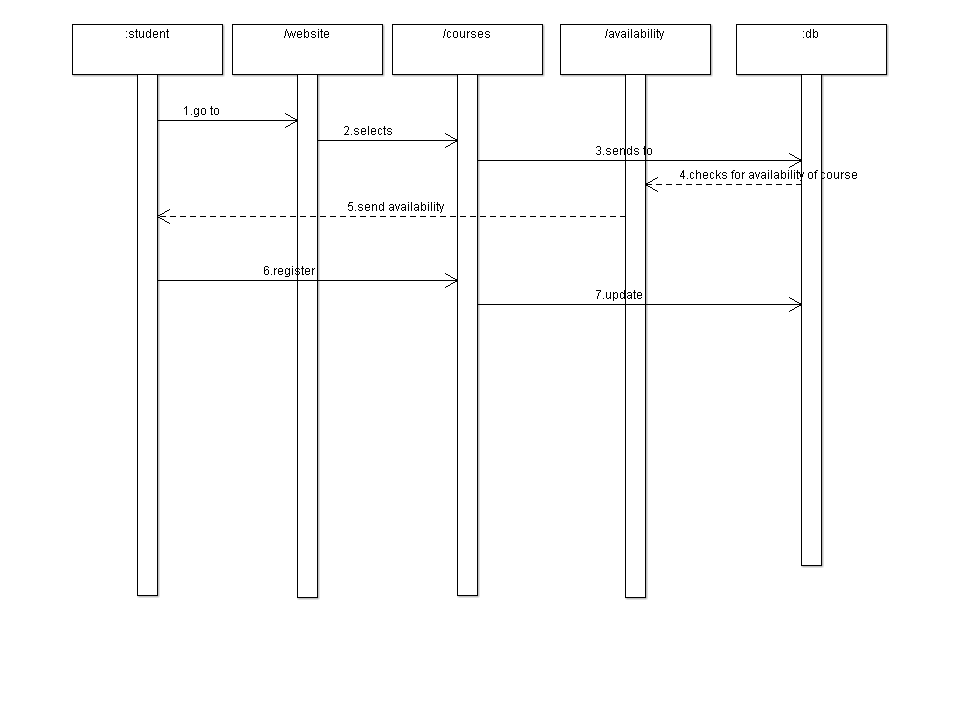 :student
/website
/courses
/availability
:db
1.go to
2.selects
3.sends to
4.checks for availability of course
5.send availability
6.register
7.update